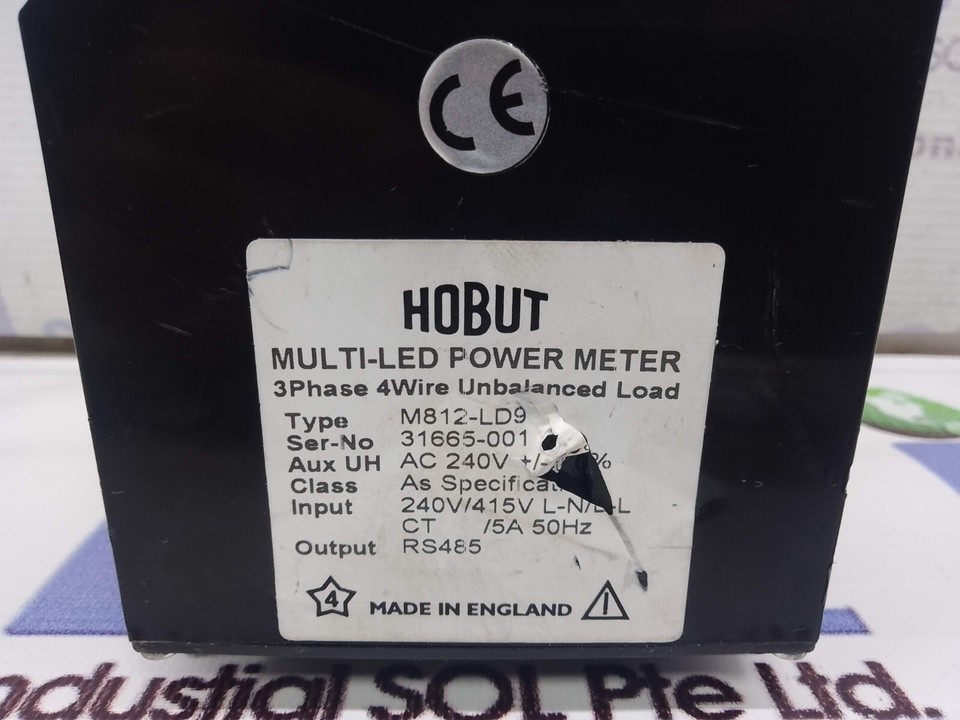 CE
HOBUT
MULTI-LED POWER METER
3Phase 4Wire Unbalanced Load
Type M812-LD9
Ser-No 31665-001
Aux UH AC 240V +/- %
Class As
Input 240V/415V L-N/L-L
CT /5A 50Hz
Output RS485
4 MADE IN ENGLAND
ndustial SOL Pte Ltd.